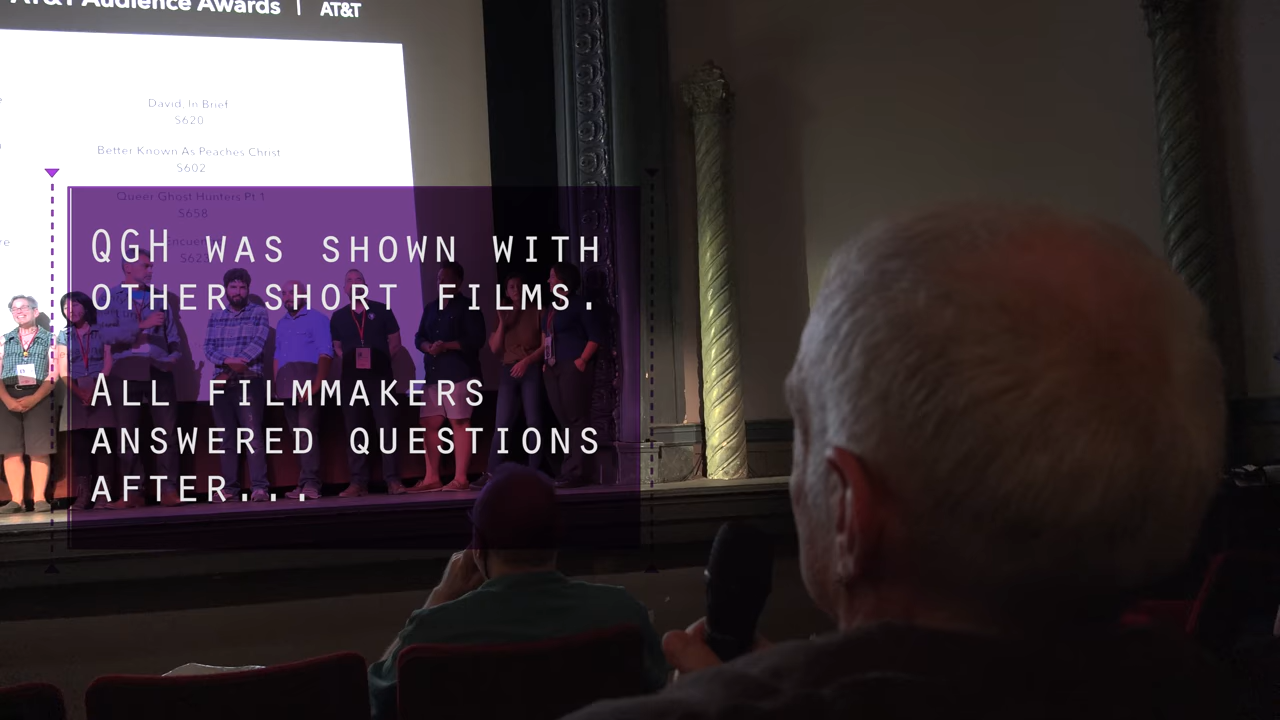 AT&T Audience Awards | AT&T
David, In Brief
S620
Better Known As Peaches Christ
S602
Queer Ghost Hunters Pt 1
S658
S623
QGH WAS SHOWN WITH
OTHER SHORT FILMS.
ALL FILMMAKERS
ANSWERED QUESTIONS
AFTER...